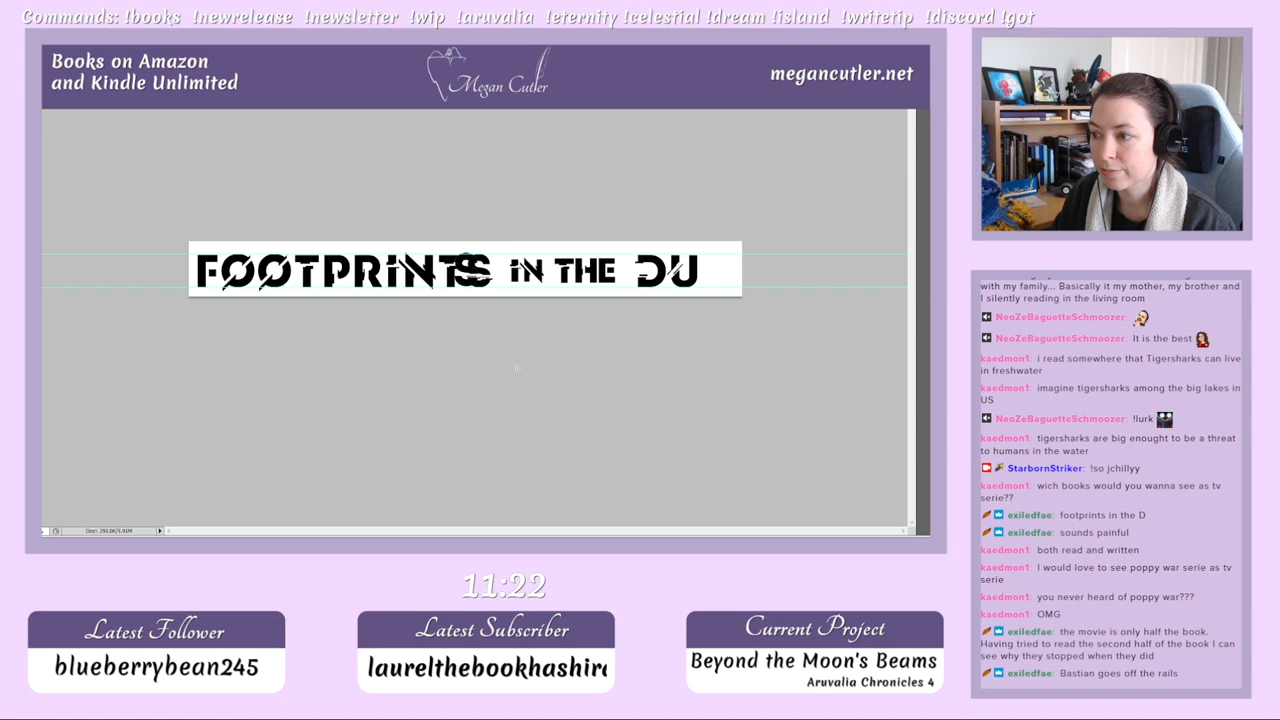 Commands: !books !newrelease !newsletter !wip !aruvalia !eternity !celestial !dream !island !writetip !discord !got
Books on Amazon
and Kindle Unlimited
Megan Cutler
megancutler.net
FOOTPRINTS IN THE DU
Doc: 293.0K/5.91M
11:22
Latest Follower
blueberrybean245
Latest Subscriber
laurelthebookhashira
Current Project
Beyond the Moon's Beams
Aruvalia Chronicles 4
with my family... Basically it my mother, my brother and
I silently reading in the living room
NeoZeBaguetteSchmoozer:
NeoZeBaguetteSchmoozer: It is the best
kaedmon1: i read somewhere that Tigersharks can live
in freshwater
kaedmon1: imagine tigersharks among the big lakes in
US
NeoZeBaguetteSchmoozer: !lurk
kaedmon1: tigersharks are big enought to be a threat
to humans in the water
StarbornStriker: !so jchillyy
kaedmon1: wich books would you wanna see as tv
serie??
exiledfae: footprints in the D
exiledfae: sounds painful
kaedmon1: both read and written
kaedmon1: I would love to see poppy war serie as tv
serie
kaedmon1: you never heard of poppy war???
kaedmon1: OMG
exiledfae: the movie is only half the book.
Having tried to read the second half of the book I can
see why they stopped when they did
exiledfae: Bastian goes off the rails